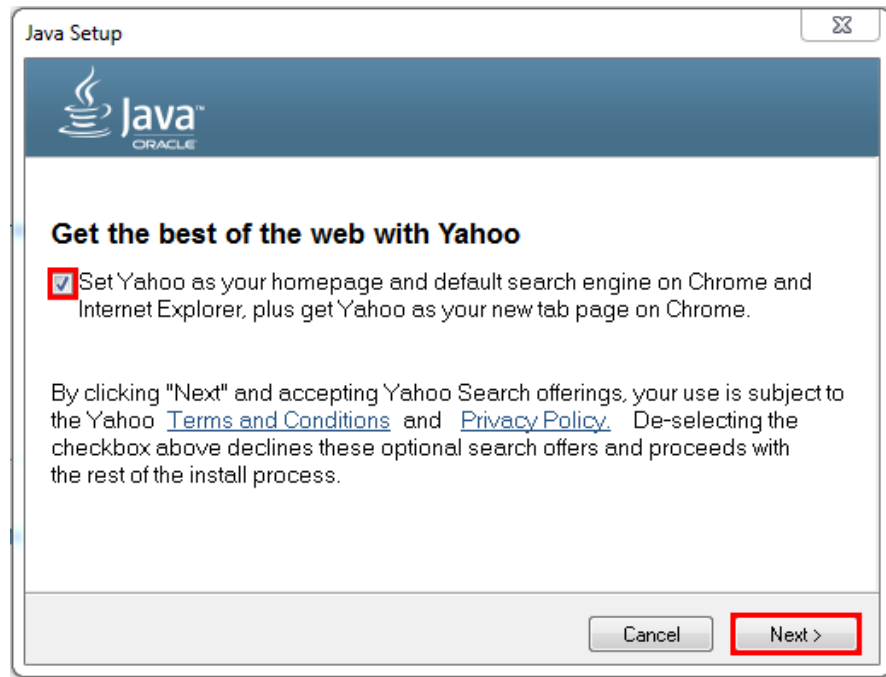 Java Setup
Java™
ORACLE
Get the best of the web with Yahoo
Set Yahoo as your homepage and default search engine on Chrome and
Internet Explorer, plus get Yahoo as your new tab page on Chrome.
By clicking "Next" and accepting Yahoo Search offerings, your use is subject to
the Yahoo Terms and Conditions and Privacy Policy. De-selecting the
checkbox above declines these optional search offers and proceeds with
the rest of the install process.
Cancel Next >